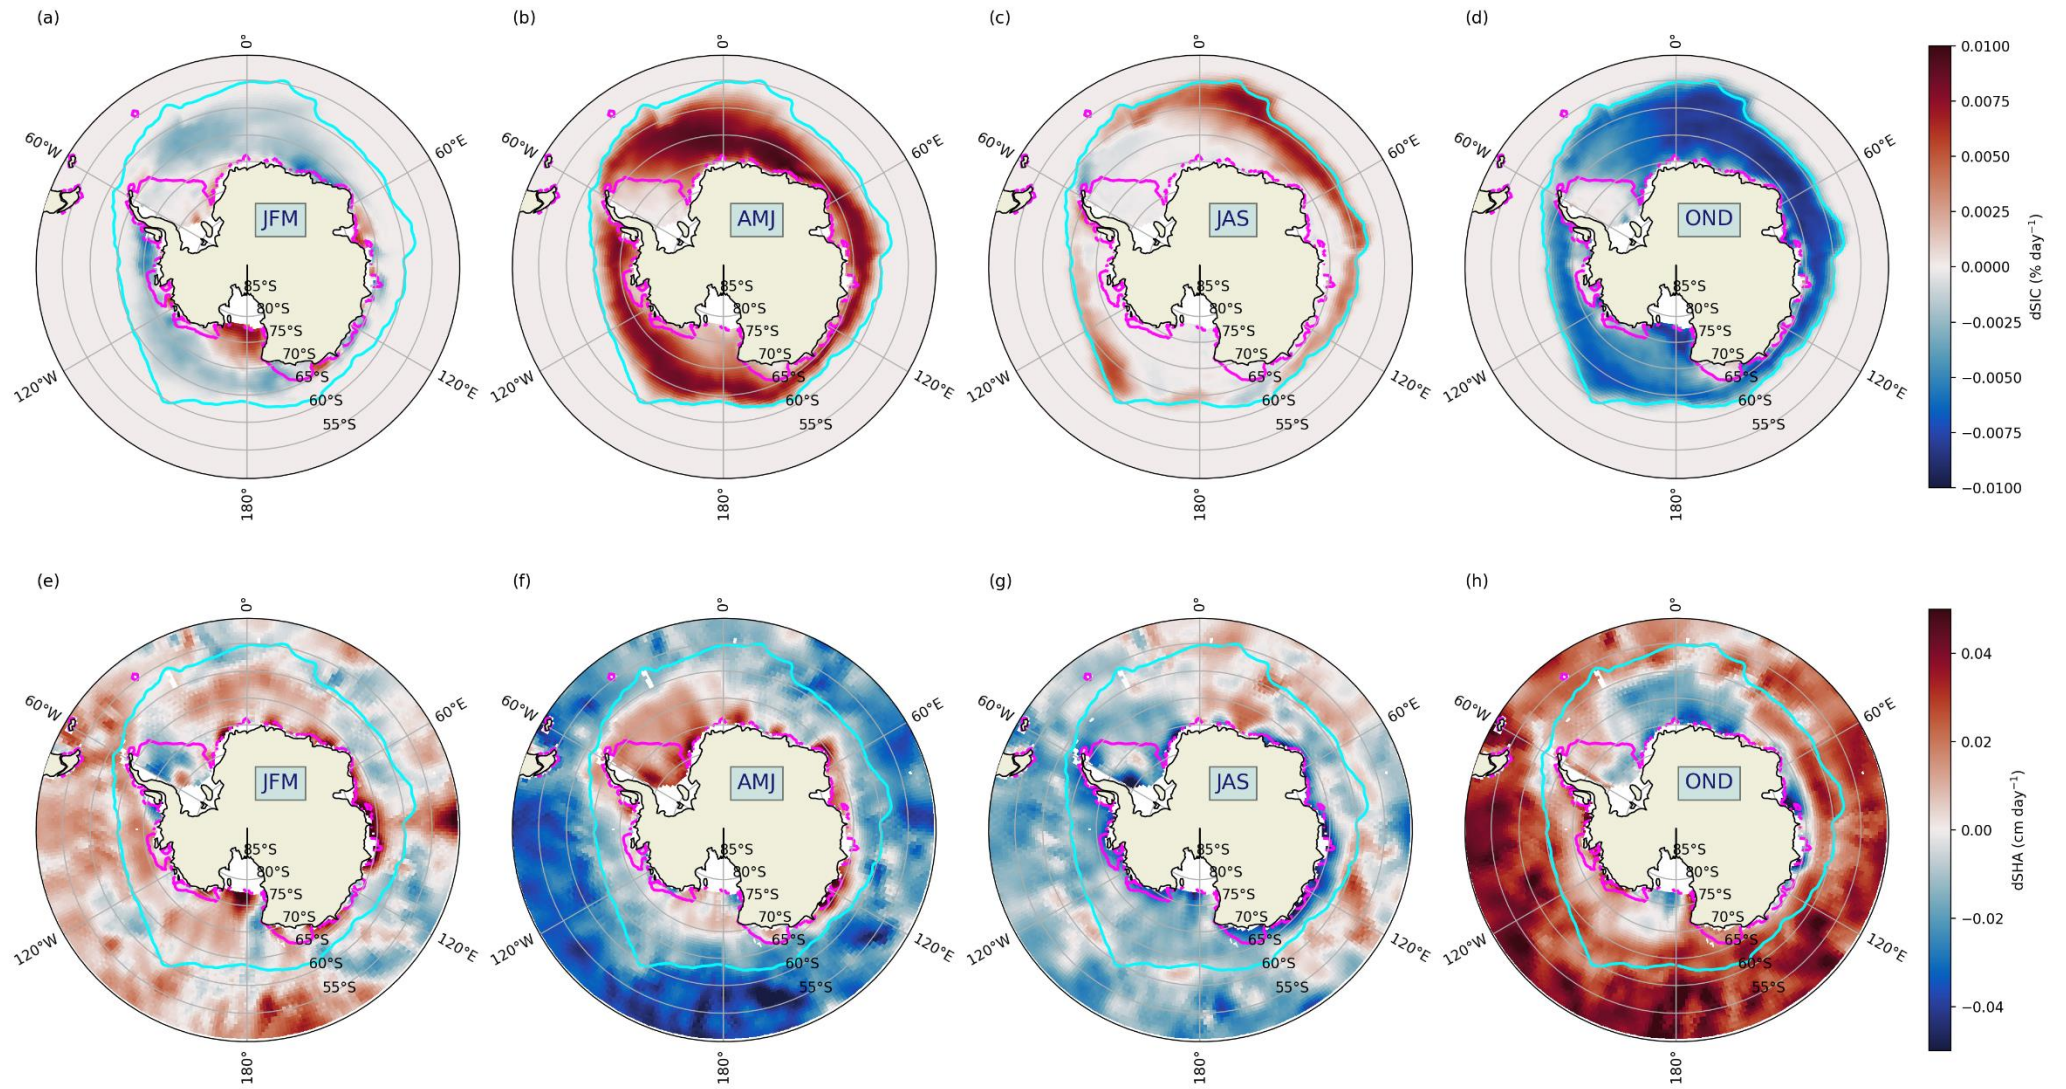 (a) (b) (c) (d)
0° 0° 0° 0°
60°W 60°E 60°W 60°E 60°W 60°E 60°W 60°E
JFM AMJ JAS OND
85°S 85°S 85°S 85°S
80°S 80°S 80°S 80°S
75°S 75°S 75°S 75°S
70°S 70°S 70°S 70°S
65°S 65°S 65°S 65°S
60°S 60°S 60°S 60°S
55°S 55°S 55°S 55°S
120°W 120°E 120°W 120°E 120°W 120°E 120°W 120°E
180° 180° 180° 180°
0.0100
0.0075
0.0050
0.0025
0.0000
−0.0025
−0.0050
−0.0075
−0.0100
dSIC (% day⁻¹)
(e) (f) (g) (h)
0° 0° 0° 0°
60°W 60°E 60°W 60°E 60°W 60°E 60°W 60°E
JFM AMJ JAS OND
85°S 85°S 85°S 85°S
80°S 80°S 80°S 80°S
75°S 75°S 75°S 75°S
70°S 70°S 70°S 70°S
65°S 65°S 65°S 65°S
60°S 60°S 60°S 60°S
55°S 55°S 55°S 55°S
120°W 120°E 120°W 120°E 120°W 120°E 120°W 120°E
180° 180° 180° 180°
0.04
0.02
0.00
−0.02
−0.04
dSHA (cm day⁻¹)